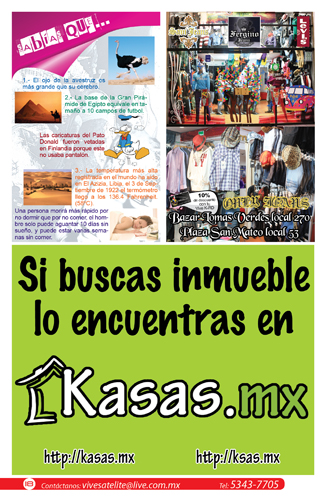 SabÍAS QUE...
1.- El ojo de la avestruz es
más grande que su cerebro.
2.- La base de la Gran Pirá-
mide de Egipto equivale en ta-
maño a 10 campos de futbol.
Las caricaturas del Pato
Donald fueron vetadas
en Finlandia porque este
no usaba pantalón.
3.- La temperatura más alta
registrada en el mundo ha sido
en El Azizia, Libia, el 3 de Sep-
tiembre de 1922 el termómetro
llegó a los 136.4 Fahrenheit.
(58°C).
Una persona morirá más rápido por
no dormir que por no comer. el hom-
bre solo puede aguantar 10 días sin
sueño, y puede estar varias sema-
nas sin comer.
Fergino
LEVI'S
10%
OVER JEANS
Bazar Lomas Verdes local 270
Plaza San Mateo local 53
Si buscas inmueble
lo encuentras en
Kasas.mx
http://kasas.mx
http://ksas.mx
18
Contáctanos: vivesatelite@live.com.mx
Tel: 5343-7705